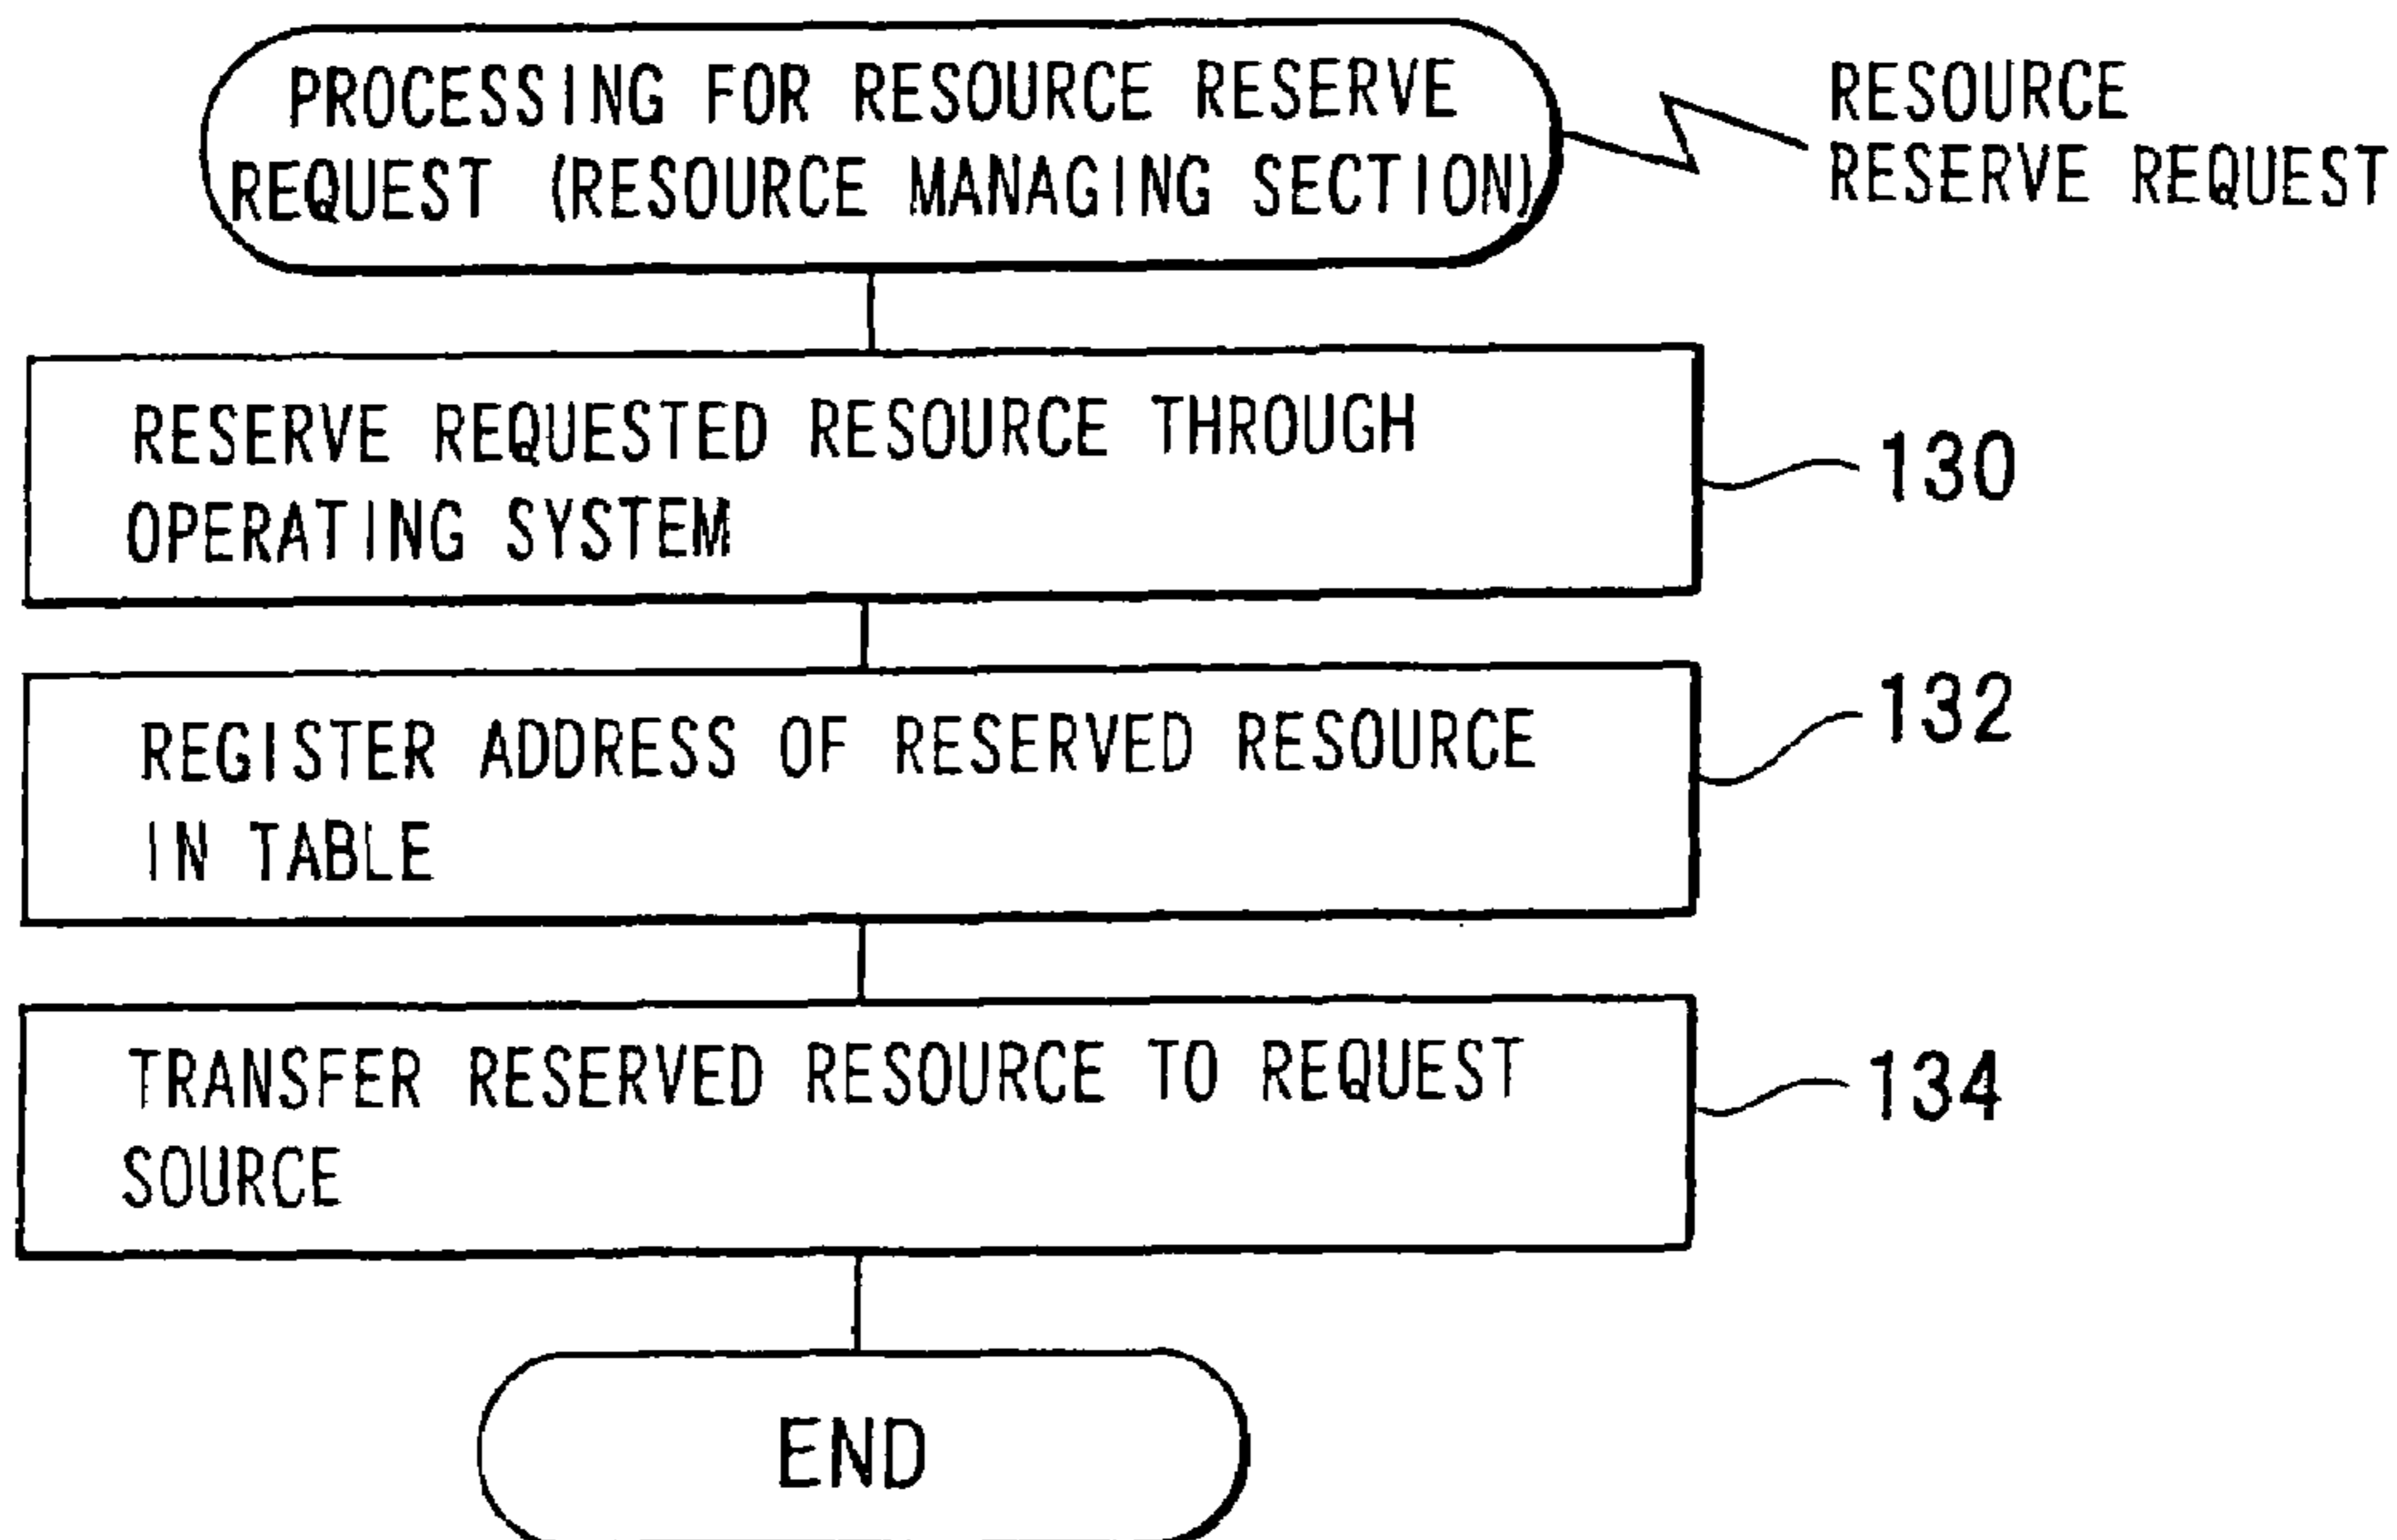 PROCESSING FOR RESOURCE RESERVE
REQUEST (RESOURCE MANAGING SECTION)
RESOURCE
RESERVE REQUEST
RESERVE REQUESTED RESOURCE THROUGH
OPERATING SYSTEM
130
REGISTER ADDRESS OF RESERVED RESOURCE
IN TABLE
132
TRANSFER RESERVED RESOURCE TO REQUEST
SOURCE
134
END